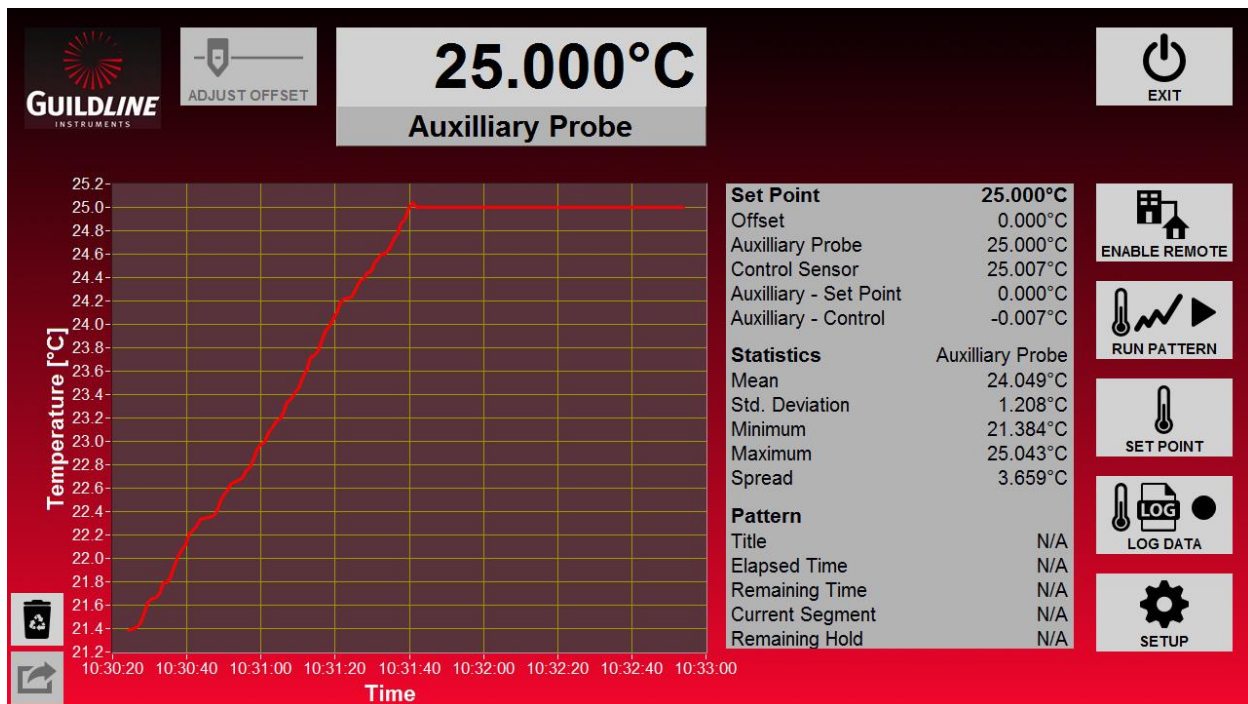 GUILDLINE
INSTRUMENTS
ADJUST OFFSET
25.000°C
Auxilliary Probe
EXIT
Temperature [°C]
25.2
25.0
24.8
24.6
24.4
24.2
24.0
23.8
23.6
23.4
23.2
23.0
22.8
22.6
22.4
22.2
22.0
21.8
21.6
21.4
21.2
10:30:20 10:30:40 10:31:00 10:31:20 10:31:40 10:32:00 10:32:20 10:32:40 10:33:00
Time
Set Point 25.000°C
Offset 0.000°C
Auxilliary Probe 25.000°C
Control Sensor 25.007°C
Auxilliary - Set Point 0.000°C
Auxilliary - Control -0.007°C
Statistics Auxilliary Probe
Mean 24.049°C
Std. Deviation 1.208°C
Minimum 21.384°C
Maximum 25.043°C
Spread 3.659°C
Pattern
Title N/A
Elapsed Time N/A
Remaining Time N/A
Current Segment N/A
Remaining Hold N/A
ENABLE REMOTE
RUN PATTERN
SET POINT
LOG
LOG DATA
SETUP